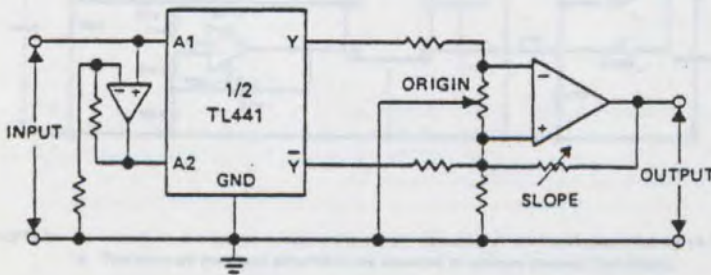 A1
Y
1/2
TL441
ORIGIN
−
+
− +
INPUT
A2
Y̅
GND
SLOPE
OUTPUT